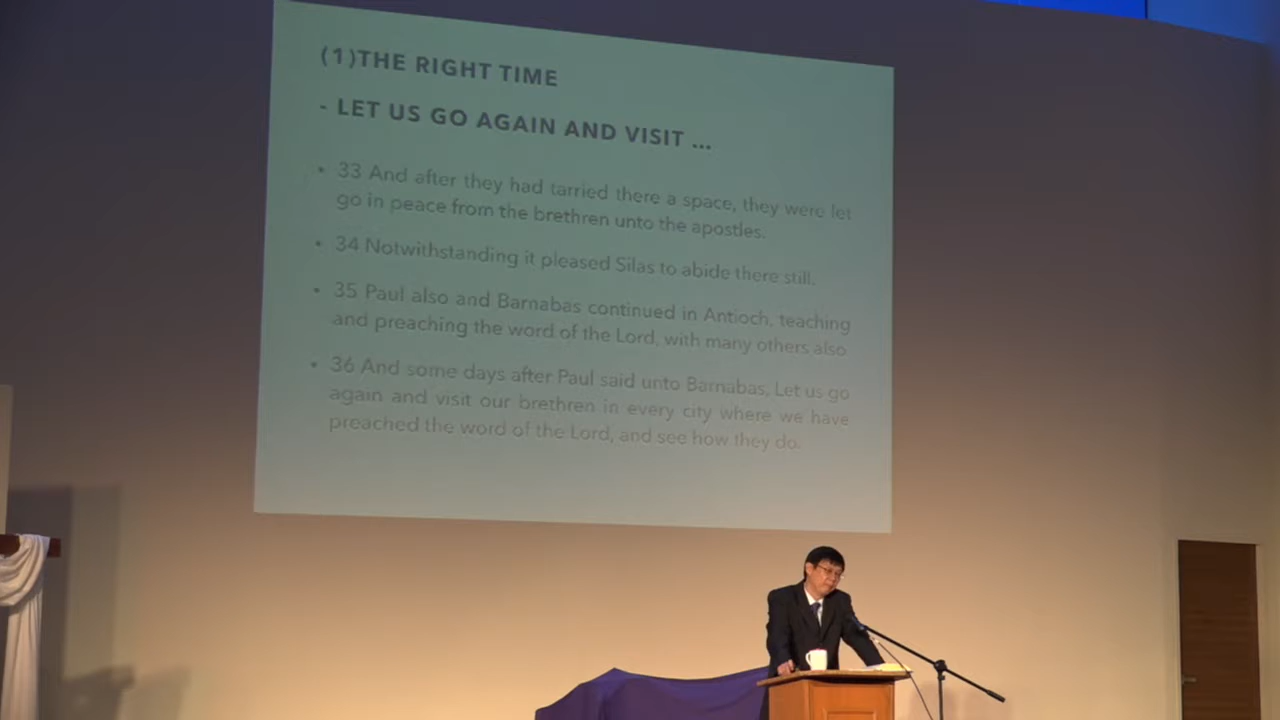 (1)THE RIGHT TIME
- LET US GO AGAIN AND VISIT ...
• 33 And after they had tarried there a space, they were let
go in peace from the brethren unto the apostles.
• 34 Notwithstanding it pleased Silas to abide there still.
• 35 Paul also and Barnabas continued in Antioch, teaching
and preaching the word of the Lord, with many others also
• 36 And some days after Paul said unto Barnabas, Let us go
again and visit our brethren in every city where we have
preached the word of the Lord, and see how they do.